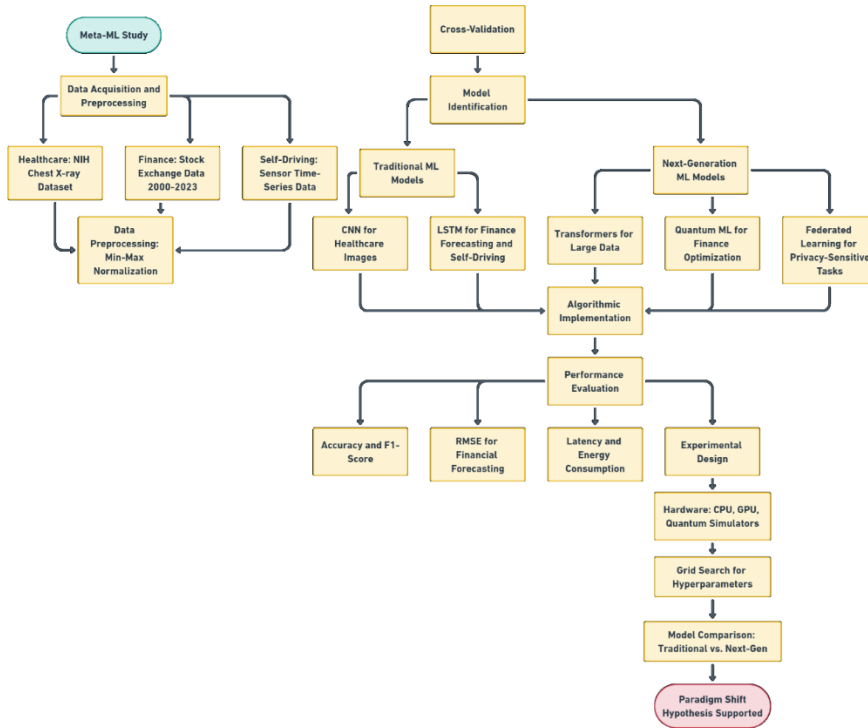 Meta-ML Study
Data Acquisition and
Preprocessing
Healthcare: NIH
Chest X-ray
Dataset
Finance: Stock
Exchange Data
2000-2023
Self-Driving:
Sensor Time-
Series Data
Data
Preprocessing:
Min-Max
Normalization
Cross-Validation
Model
Identification
Traditional ML
Models
Next-Generation
ML Models
CNN for
Healthcare
Images
LSTM for Finance
Forecasting and
Self-Driving
Transformers for
Large Data
Quantum ML for
Finance
Optimization
Federated
Learning for
Privacy-Sensitive
Tasks
Algorithmic
Implementation
Performance
Evaluation
Accuracy and F1-
Score
RMSE for
Financial
Forecasting
Latency and
Energy
Consumption
Experimental
Design
Hardware: CPU, GPU,
Quantum Simulators
Grid Search for
Hyperparameters
Model Comparison:
Traditional vs. Next-Gen
Paradigm Shift
Hypothesis Supported